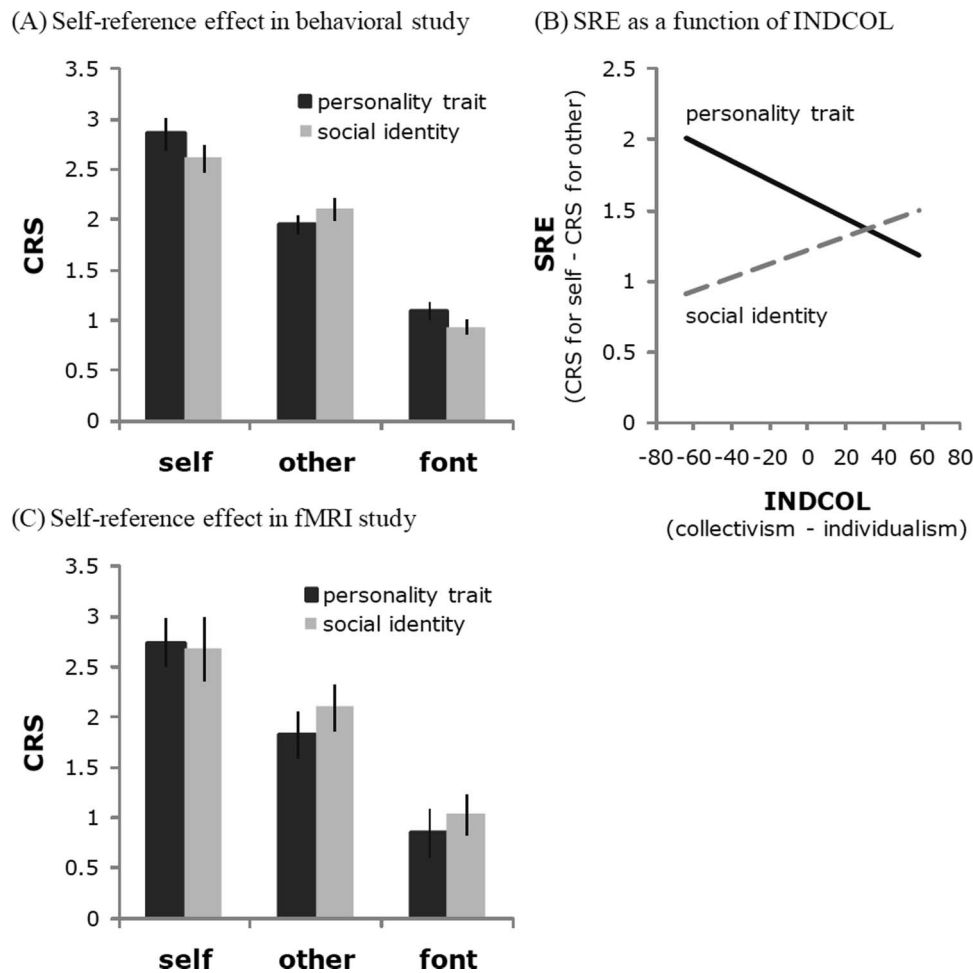 (A) Self-reference effect in behavioral study
3.5
3
2.5
2
1.5
1
0.5
0
CRS
personality trait
social identity
self other font
(B) SRE as a function of INDCOL
2.5
2
1.5
1
0.5
0
SRE
(CRS for self - CRS for other)
personality trait
social identity
-80 -60 -40 -20 0 20 40 60 80
INDCOL
(collectivism - individualism)
(C) Self-reference effect in fMRI study
3.5
3
2.5
2
1.5
1
0.5
0
CRS
personality trait
social identity
self other font